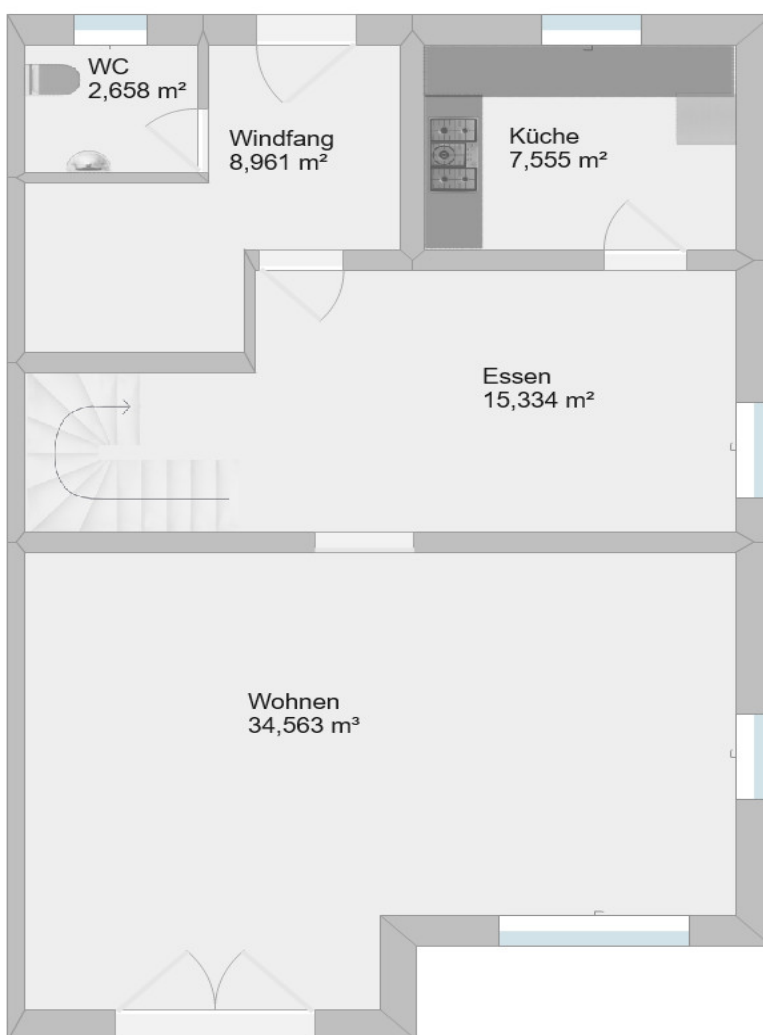 WC
2,658 m²
Windfang
8,961 m²
Küche
7,555 m²
Essen
15,334 m²
Wohnen
34,563 m²